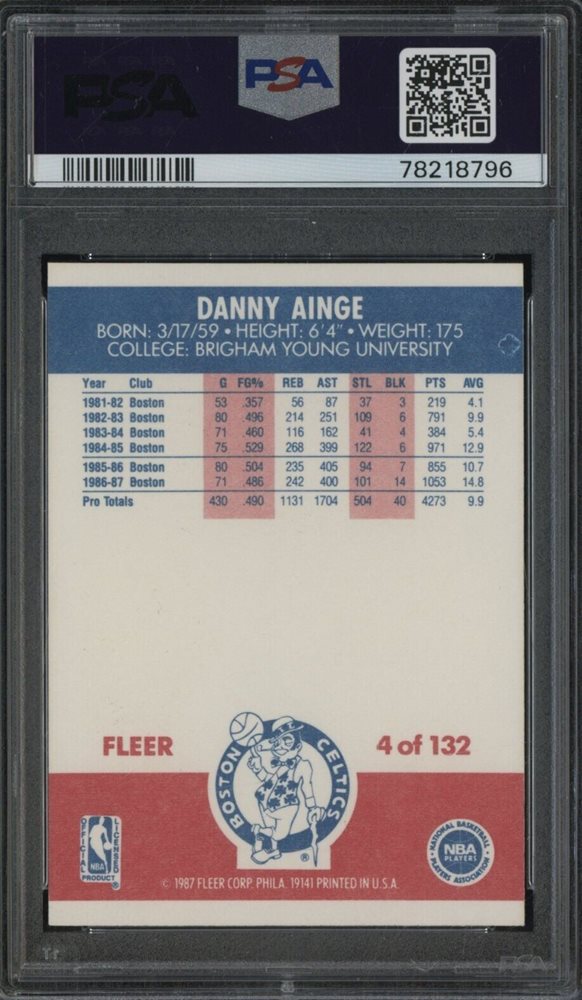 PSA
PSA
78218796
DANNY AINGE
BORN: 3/17/59 • HEIGHT: 6'4" • WEIGHT: 175
COLLEGE: BRIGHAM YOUNG UNIVERSITY
Year Club G FG% REB AST STL BLK PTS AVG
1981-82 Boston 53 .357 56 87 37 3 219 4.1
1982-83 Boston 80 .496 214 251 109 6 791 9.9
1983-84 Boston 71 .460 116 162 41 4 384 5.4
1984-85 Boston 75 .529 268 399 122 6 971 12.9
1985-86 Boston 80 .504 235 405 94 7 855 10.7
1986-87 Boston 71 .486 242 400 101 14 1053 14.8
Pro Totals 430 .490 1131 1704 504 40 4273 9.9
FLEER
4 of 132
BOSTON CELTICS
®
OFFICIAL LICENSED
NBA
PRODUCT ®
NATIONAL BASKETBALL
NBA
PLAYERS
PLAYERS ASSOCIATION
© 1987 FLEER CORP. PHILA. 19141 PRINTED IN U.S.A.
PSA